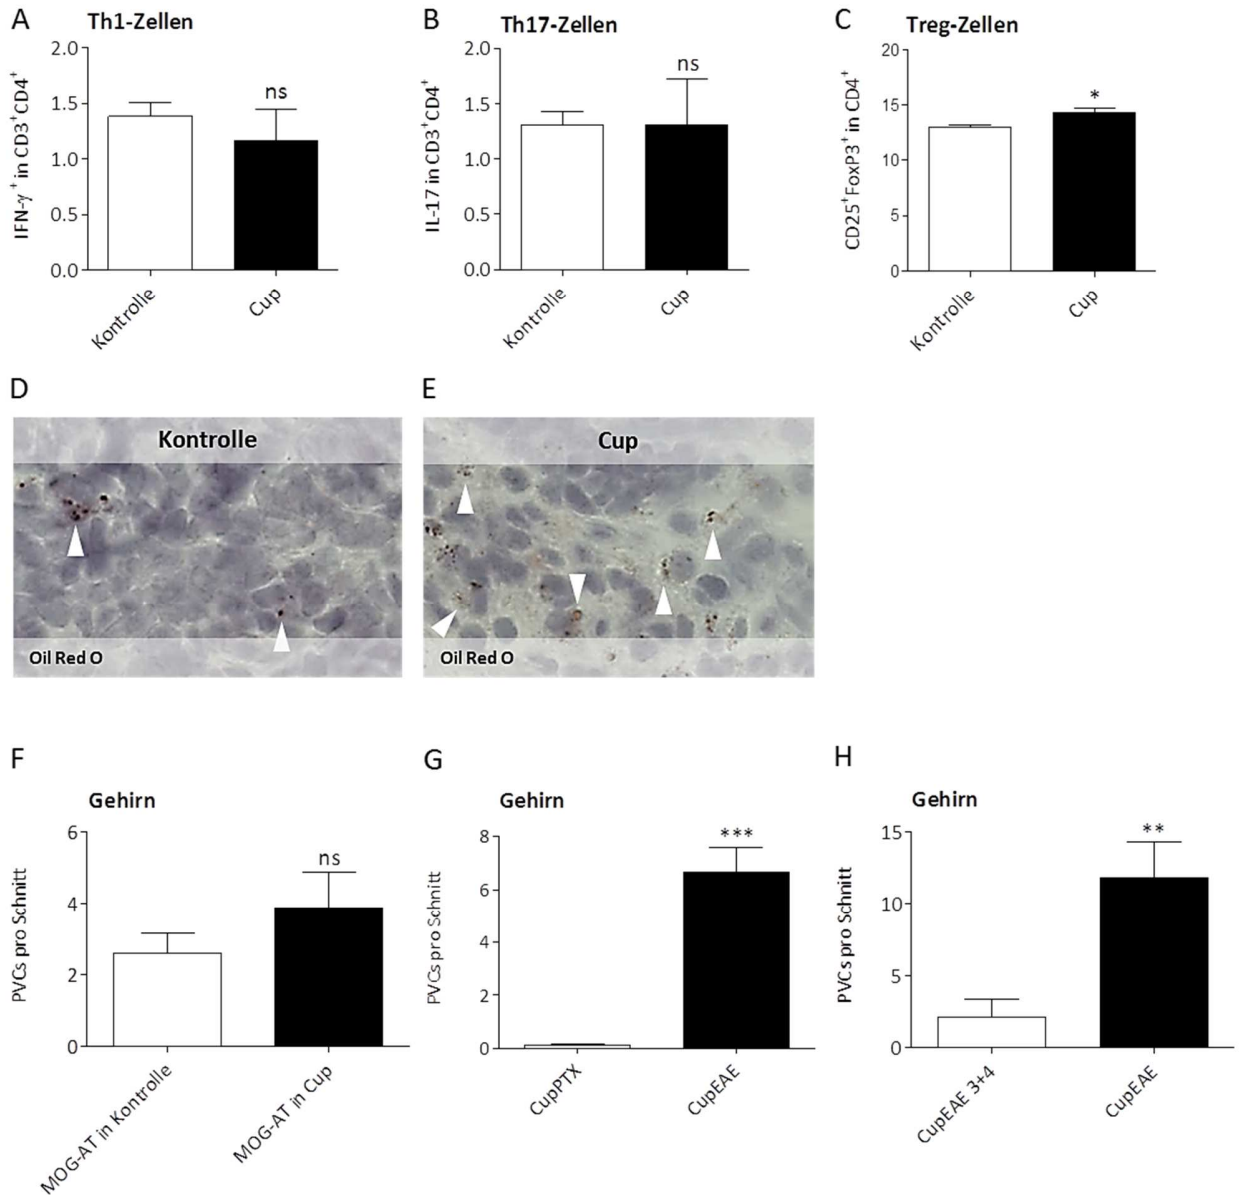 A
Th1-Zellen
IFN-γ⁺ in CD3⁺CD4⁺
2.0
1.5
1.0
0.5
0.0
ns
Kontrolle
Cup
B
Th17-Zellen
IL-17 in CD3⁺CD4⁺
2.0
1.5
1.0
0.5
0.0
ns
Kontrolle
Cup
C
Treg-Zellen
CD25⁺FoxP3⁺ in CD4⁺
20
15
10
5
0
*
Kontrolle
Cup
D
Kontrolle
Oil Red O
E
Cup
Oil Red O
F
Gehirn
PVCs pro Schnitt
6
4
2
0
ns
MOG-AT in Kontrolle
MOG-AT in Cup
G
Gehirn
PVCs pro Schnitt
8
6
4
2
0
***
CupPTX
CupEAE
H
Gehirn
PVCs pro Schnitt
15
10
5
0
**
CupEAE 3+4
CupEAE